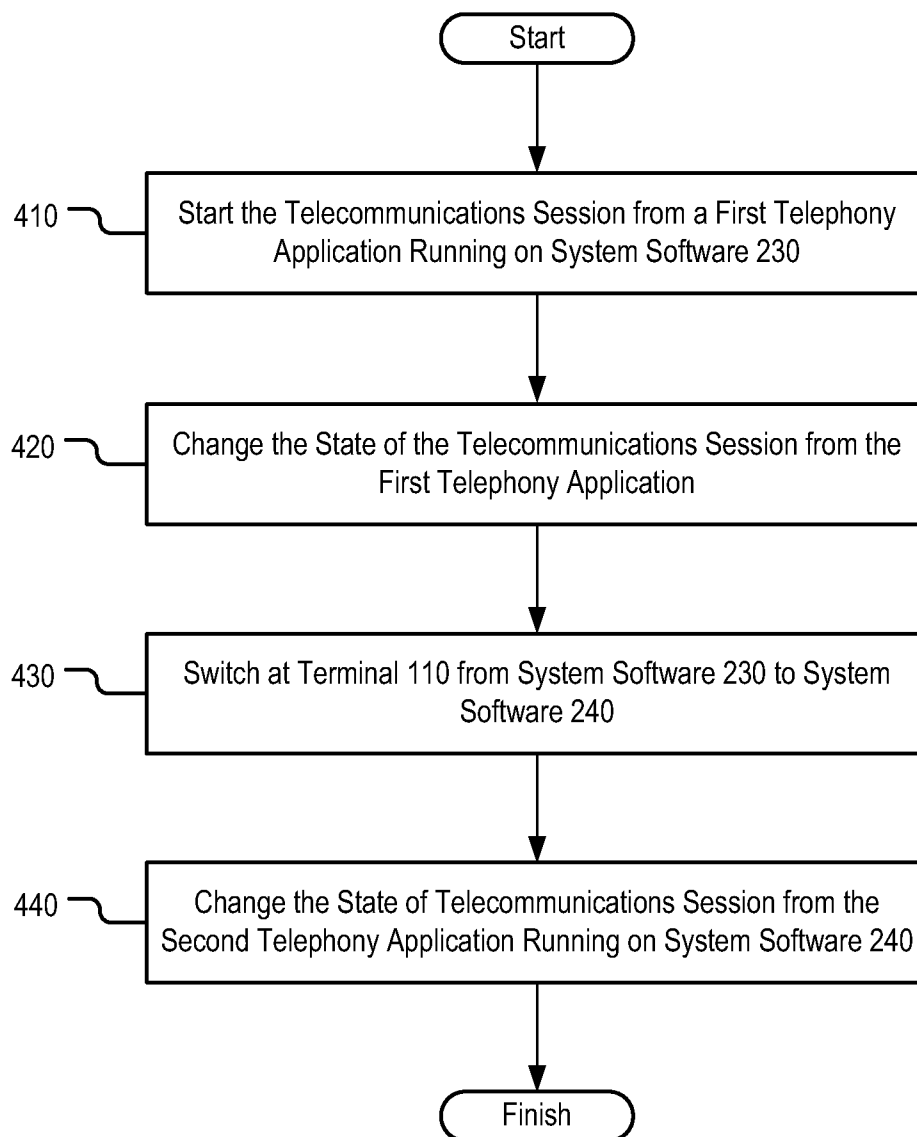 Start
410
Start the Telecommunications Session from a First Telephony
Application Running on System Software 230
420
Change the State of the Telecommunications Session from the
First Telephony Application
430
Switch at Terminal 110 from System Software 230 to System
Software 240
440
Change the State of Telecommunications Session from the
Second Telephony Application Running on System Software 240
Finish